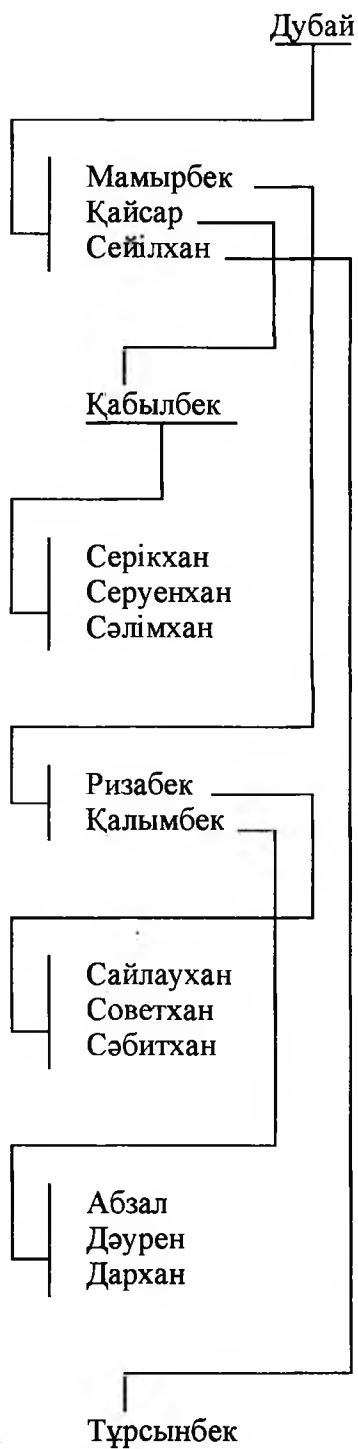 Дубай
Мамырбек
Қайсар
Сейілхан
Қабылбек
Серікхан
Серуенхан
Сәлімхан
Ризабек
Қалымбек
Сайлаухан
Советхан
Сәбитхан
Абзал
Дәурен
Дархан
Тұрсынбек